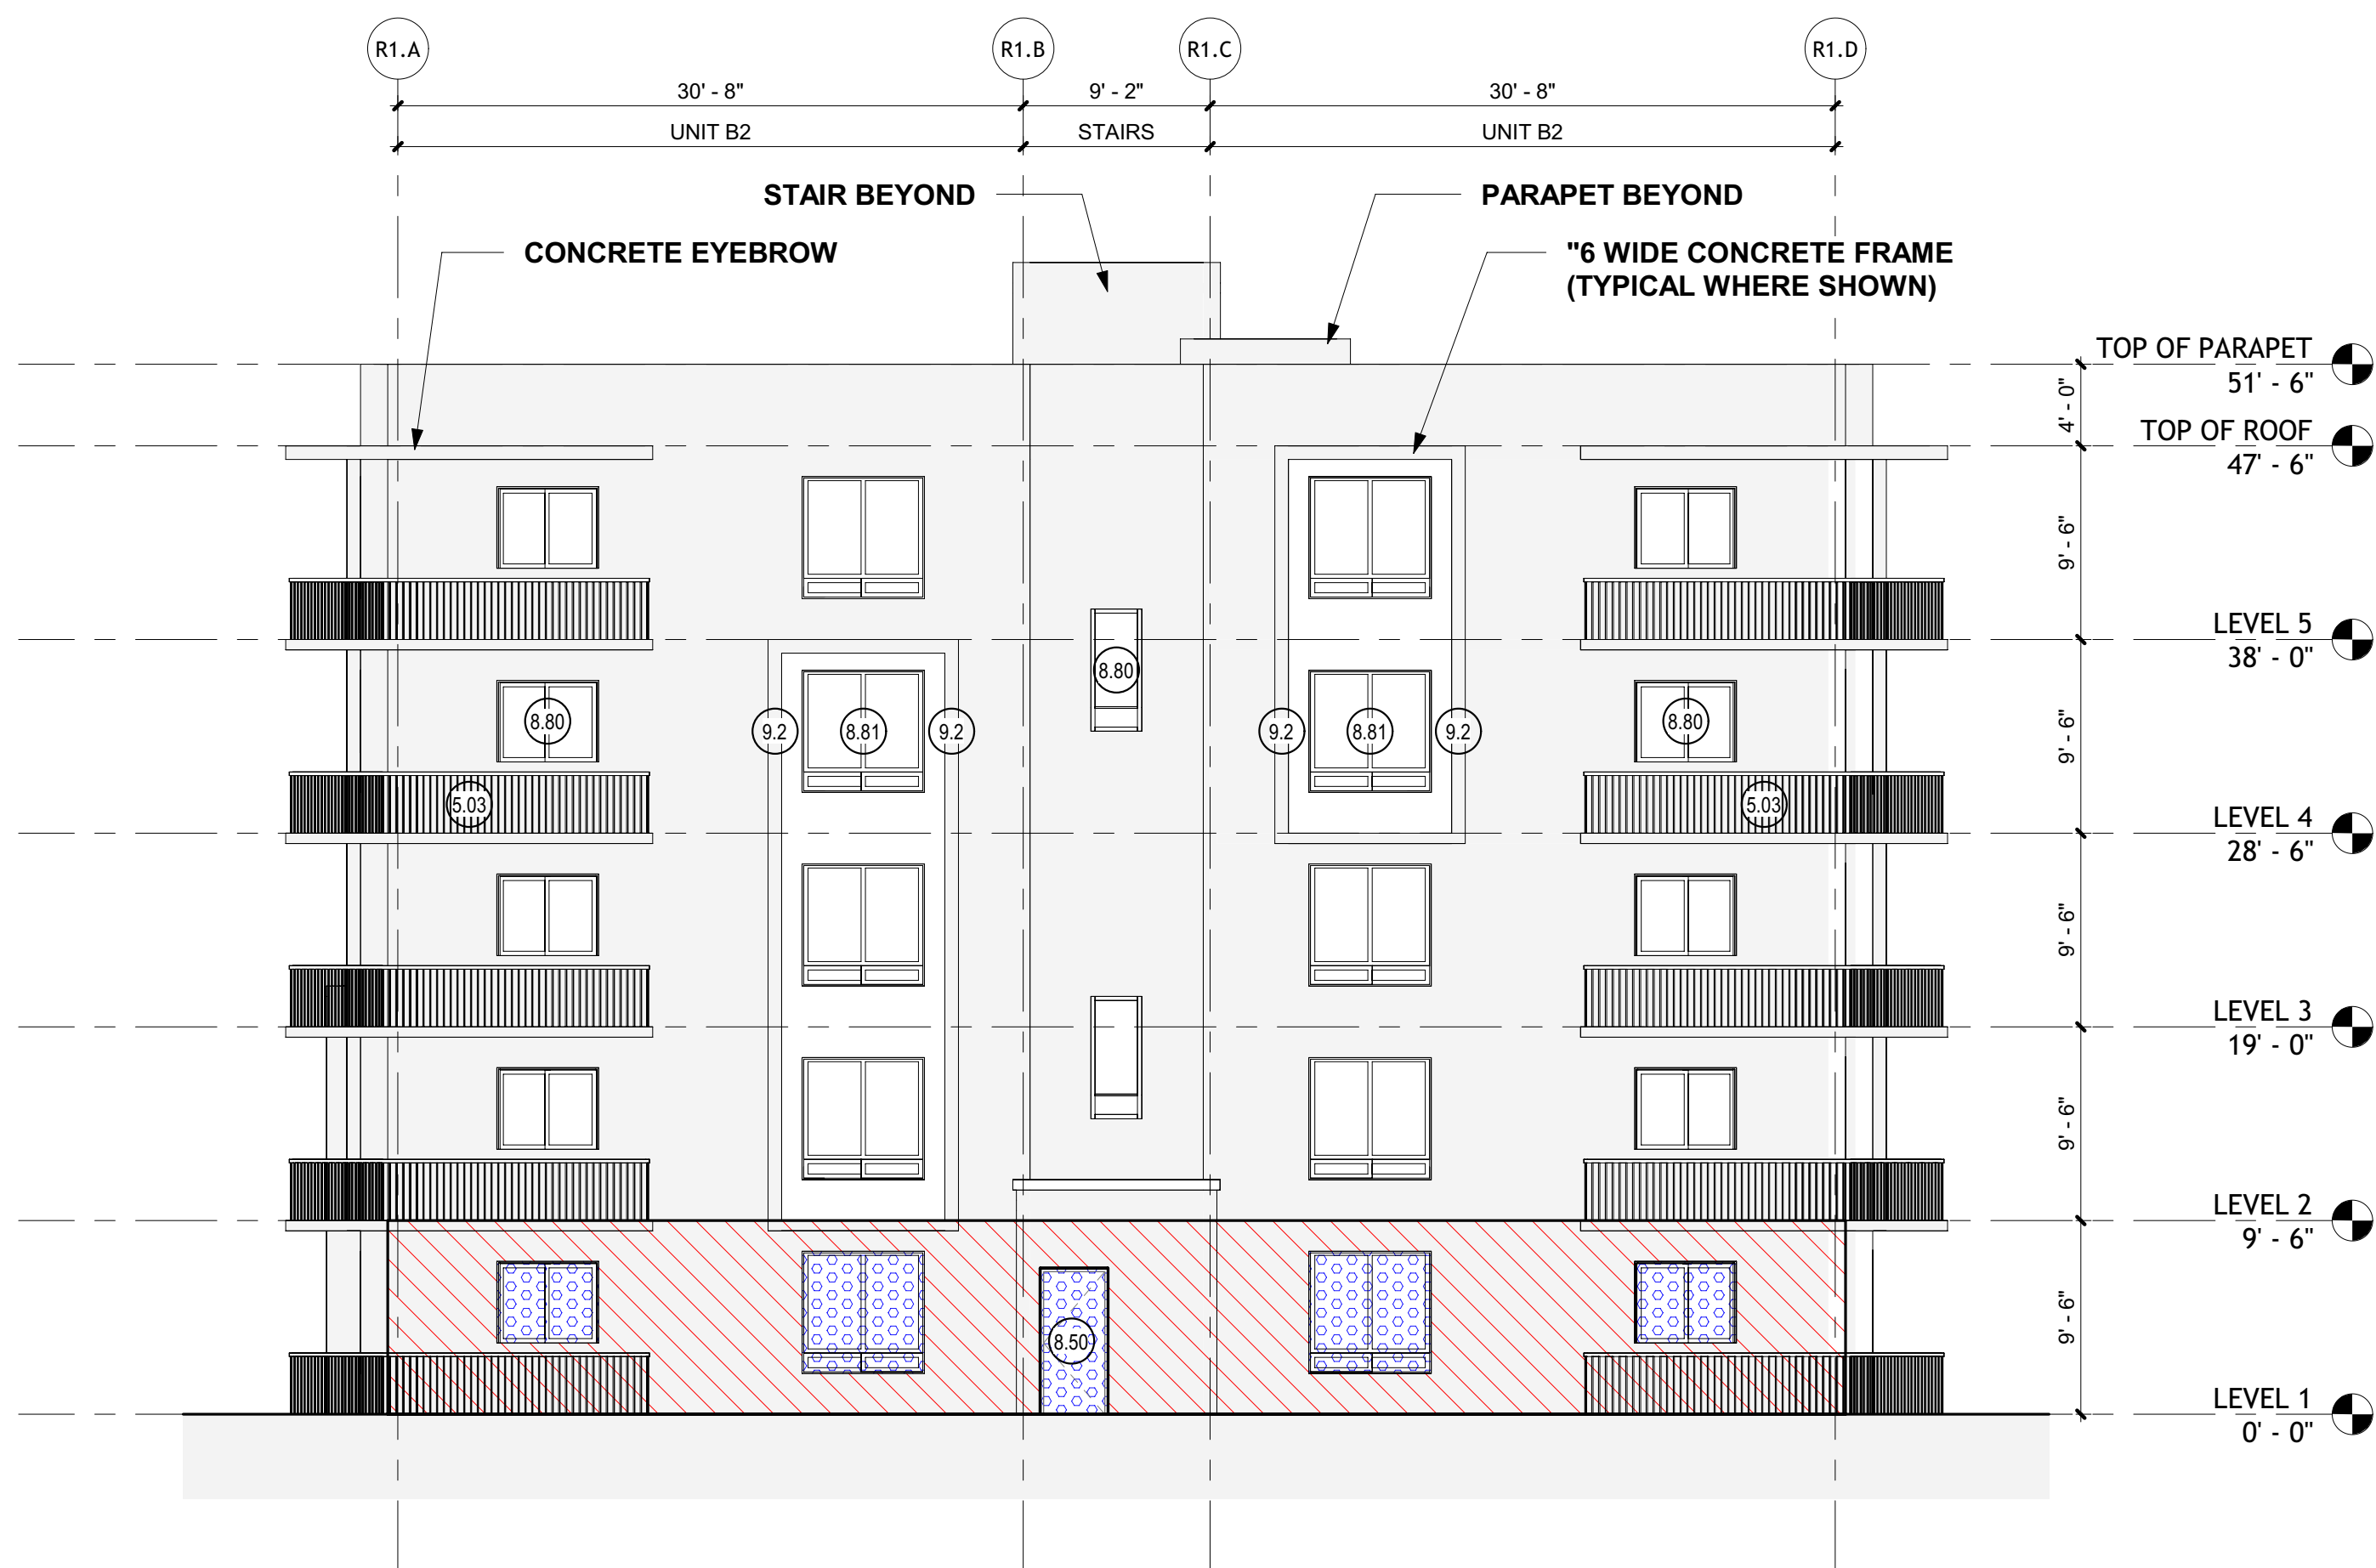 R1.A
R1.B
R1.C
R1.D
30' - 8"
9' - 2"
30' - 8"
UNIT B2
STAIRS
UNIT B2
STAIR BEYOND
PARAPET BEYOND
CONCRETE EYEBROW
"6 WIDE CONCRETE FRAME
(TYPICAL WHERE SHOWN)
TOP OF PARAPET
51' - 6"
4' - 0"
TOP OF ROOF
47' - 6"
9' - 6"
LEVEL 5
38' - 0"
8.80
8.80
9.2
8.81
9.2
9.2
8.81
9.2
8.80
9' - 6"
5.03
5.03
LEVEL 4
28' - 6"
9' - 6"
LEVEL 3
19' - 0"
9' - 6"
LEVEL 2
9' - 6"
9' - 6"
8.50
LEVEL 1
0' - 0"